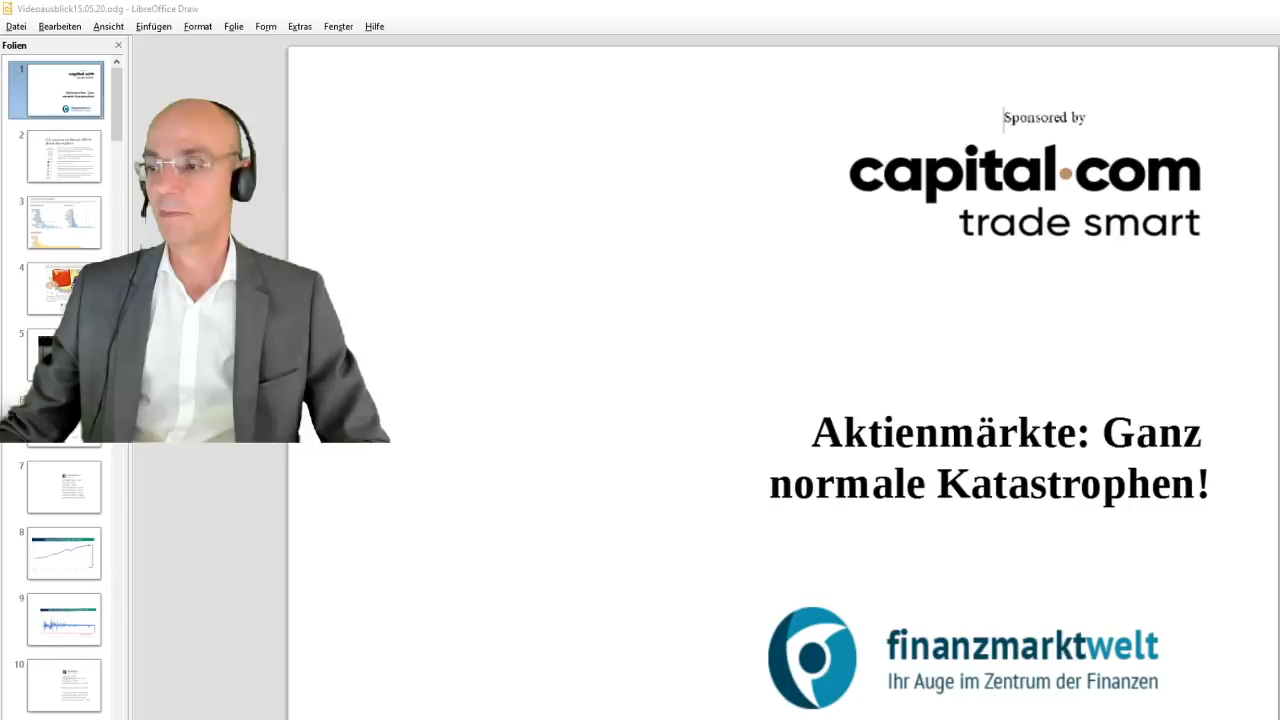 Videoausblick15.05.20.odg - LibreOffice Draw
Datei Bearbeiten Ansicht Einfügen Format Folie Form Extras Fenster Hilfe
Folien
1
2
3
4
5
7
8
9
10
Sponsored by
capital.com
trade smart
Aktienmärkte: Ganz
normale Katastrophen!
finanzmarktwelt
Ihr Auge im Zentrum der Finanzen